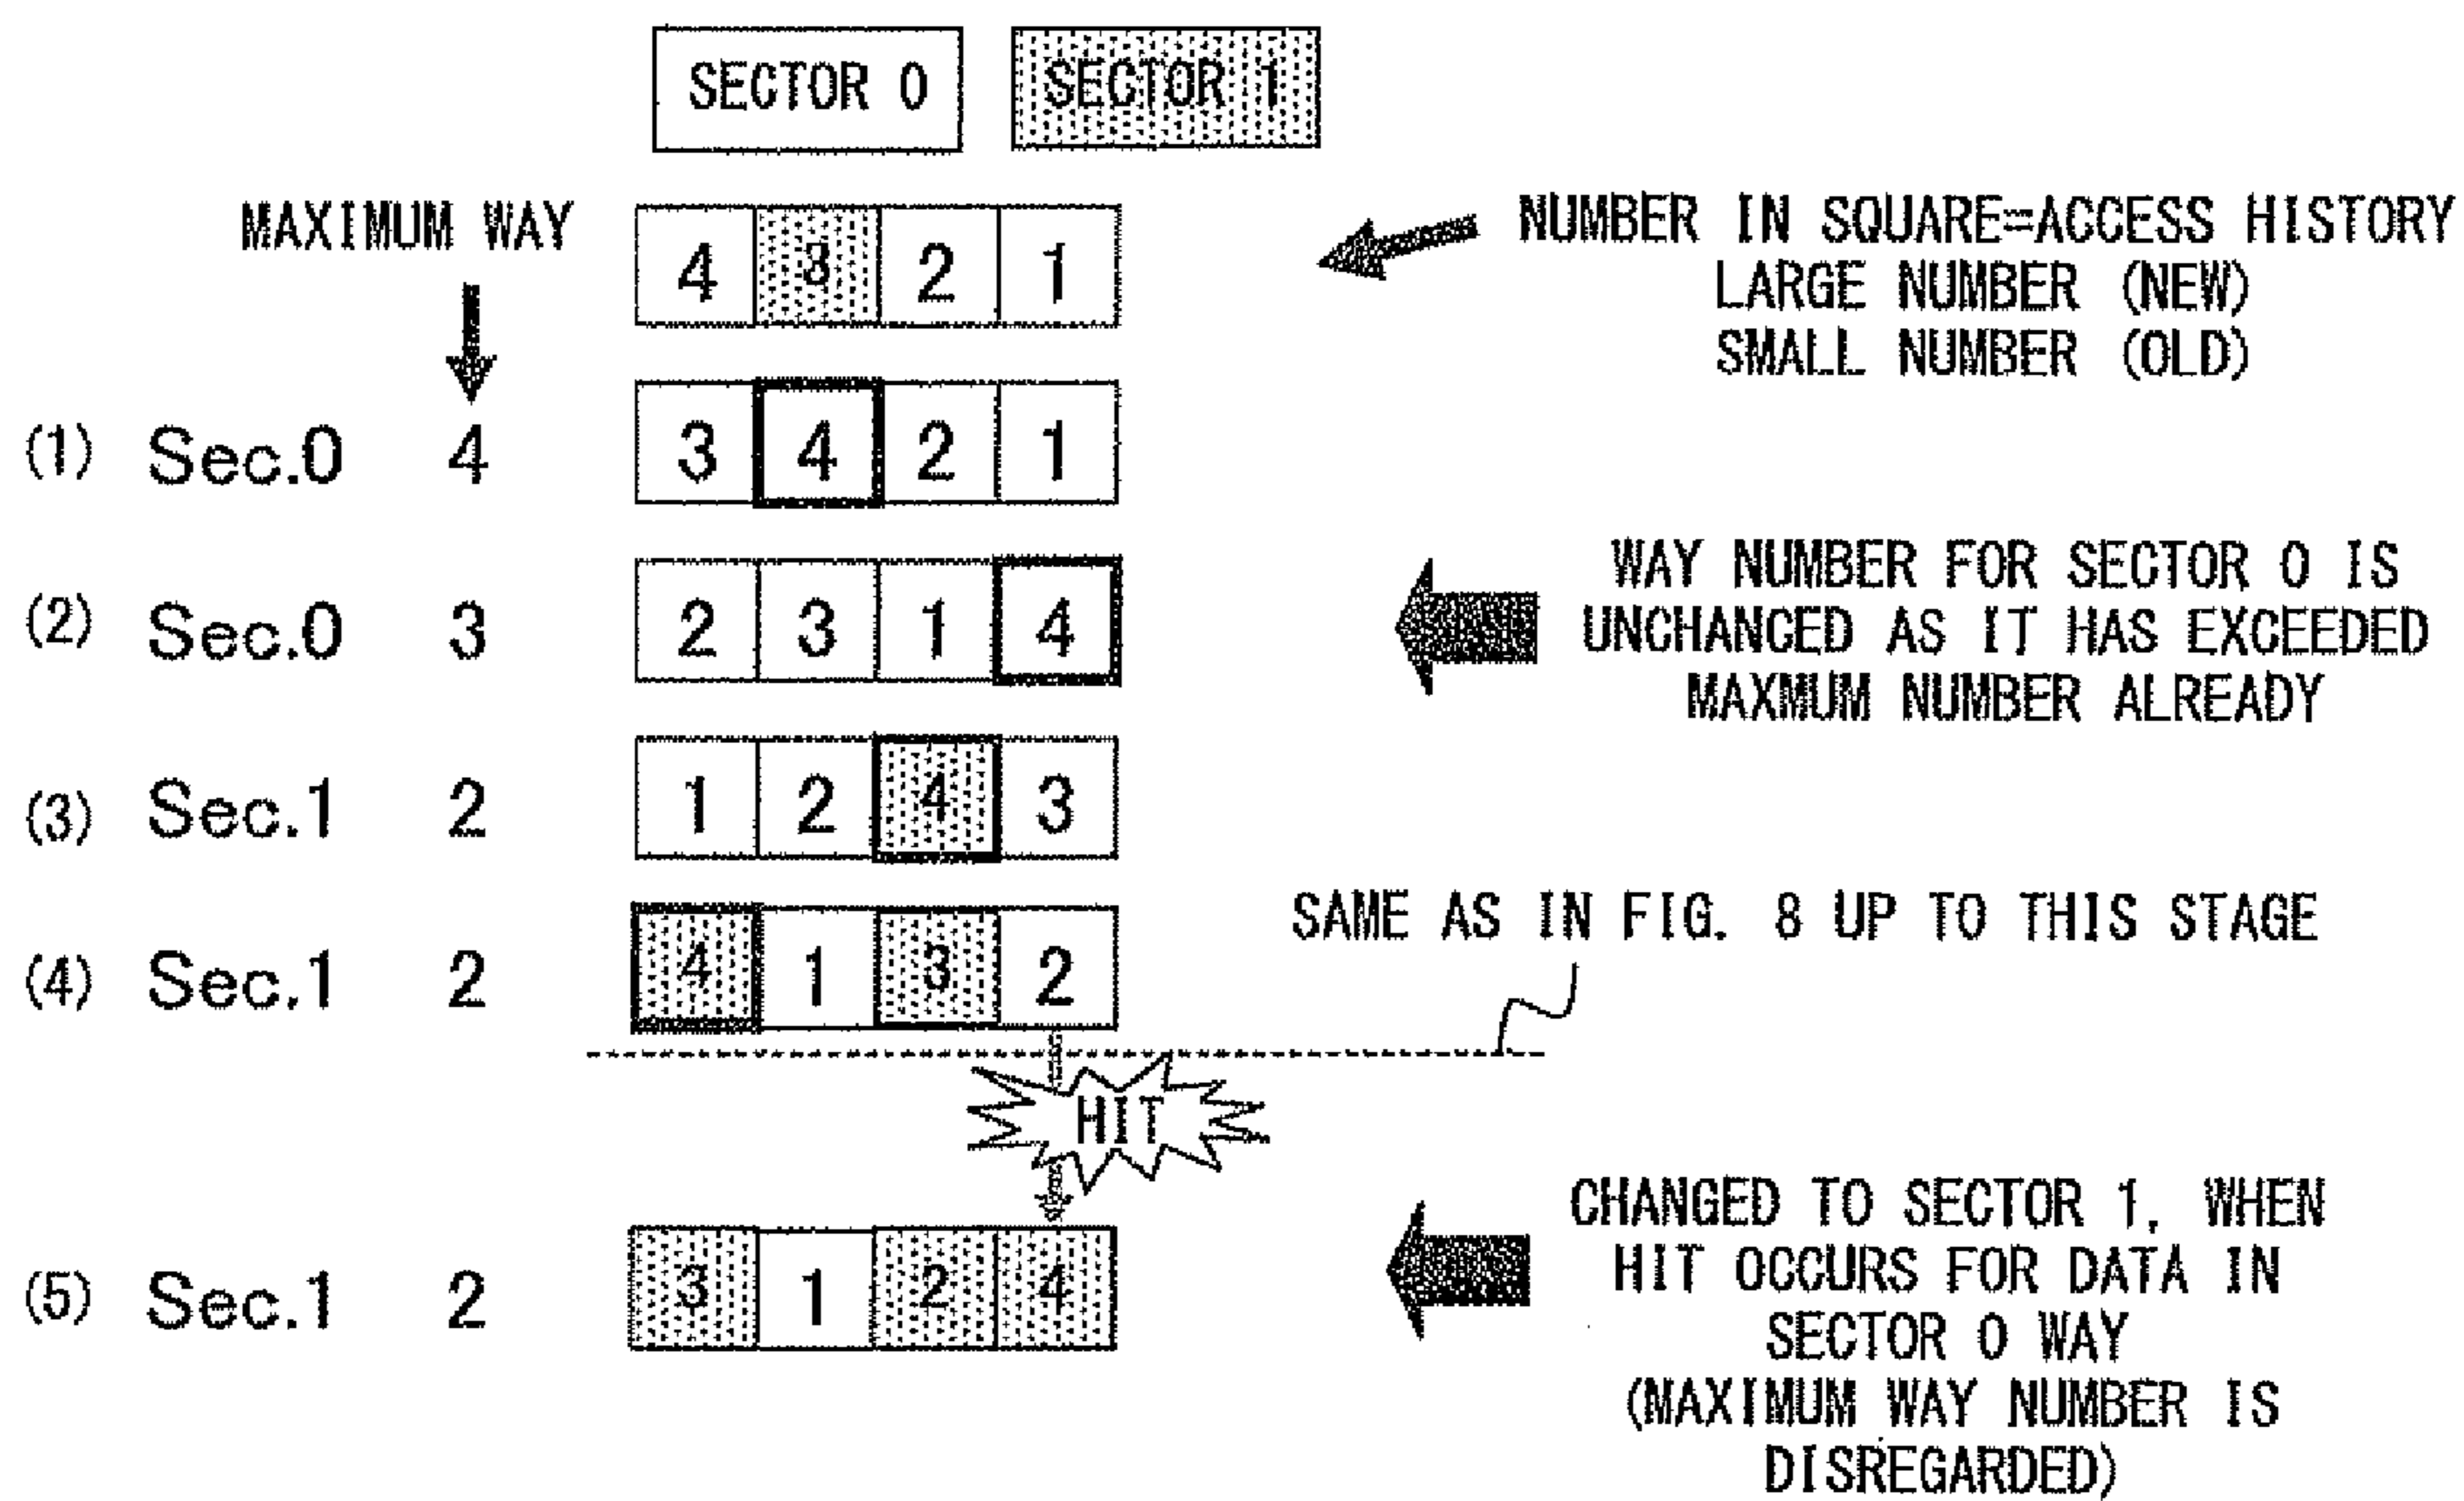 SECTOR 0 SECTOR 1
MAXIMUM WAY
4 3 2 1
NUMBER IN SQUARE=ACCESS HISTORY
LARGE NUMBER (NEW)
SMALL NUMBER (OLD)
(1) Sec.0 4 3 4 2 1
(2) Sec.0 3 2 3 1 4
WAY NUMBER FOR SECTOR 0 IS
UNCHANCED AS IT HAS EXCEEDED
MAXMUM NUMBER ALREADY
(3) Sec.1 2 1 2 4 3
SAME AS IN FIG. 8 UP TO THIS STAGE
(4) Sec.1 2 4 1 3 2
HIT
(5) Sec.1 2 3 1 2 4
CHANGED TO SECTOR 1, WHEN
HIT OCCURS FOR DATA IN
SECTOR 0 WAY
(MAXIMUM WAY NUMBER IS
DISREGARDED)